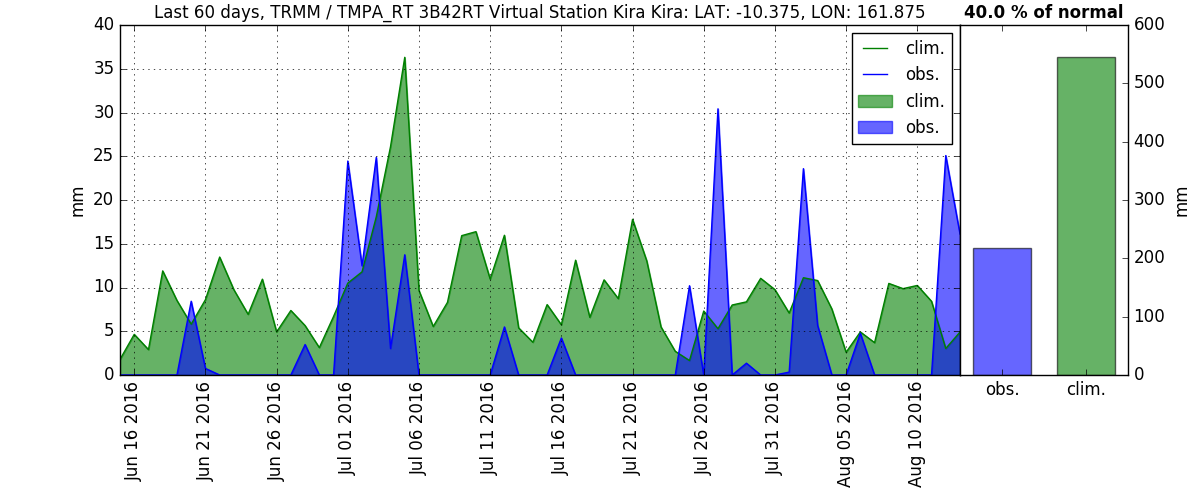 Last 60 days, TRMM / TMPA_RT 3B42RT Virtual Station Kira Kira: LAT: -10.375, LON: 161.875
40.0 % of normal
40
35
30
25
20
15
10
5
0
mm
clim.
obs.
clim.
obs.
600
500
400
300
200
100
0
mm
Jun 16 2016
Jun 21 2016
Jun 26 2016
Jul 01 2016
Jul 06 2016
Jul 11 2016
Jul 16 2016
Jul 21 2016
Jul 26 2016
Jul 31 2016
Aug 05 2016
Aug 10 2016
obs.
clim.